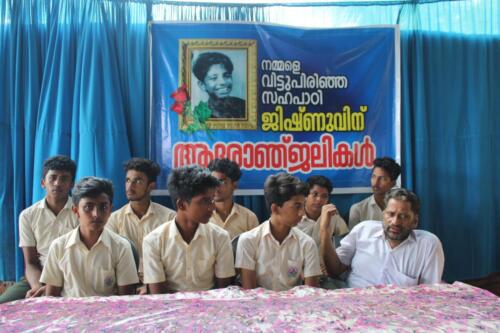 നമ്മളെ
വിട്ടുപിരിഞ്ഞ
സഹപാഠി
ജിഷ്ണുവിന്
ആദരാഞ്ജലികൾ